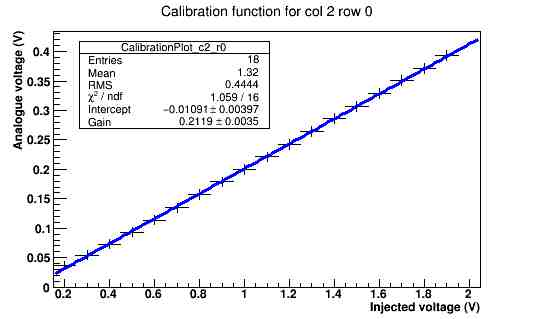 Calibration function for col 2 row 0
Analogue voltage (V)
CalibrationPlot_c2_r0
Entries 18
Mean 1.32
RMS 0.4444
χ² / ndf 1.059 / 16
Intercept −0.01091± 0.00397
Gain 0.2119 ± 0.0035
0.4
0.35
0.3
0.25
0.2
0.15
0.1
0.05
0
0.2 0.4 0.6 0.8 1 1.2 1.4 1.6 1.8 2
Injected voltage (V)